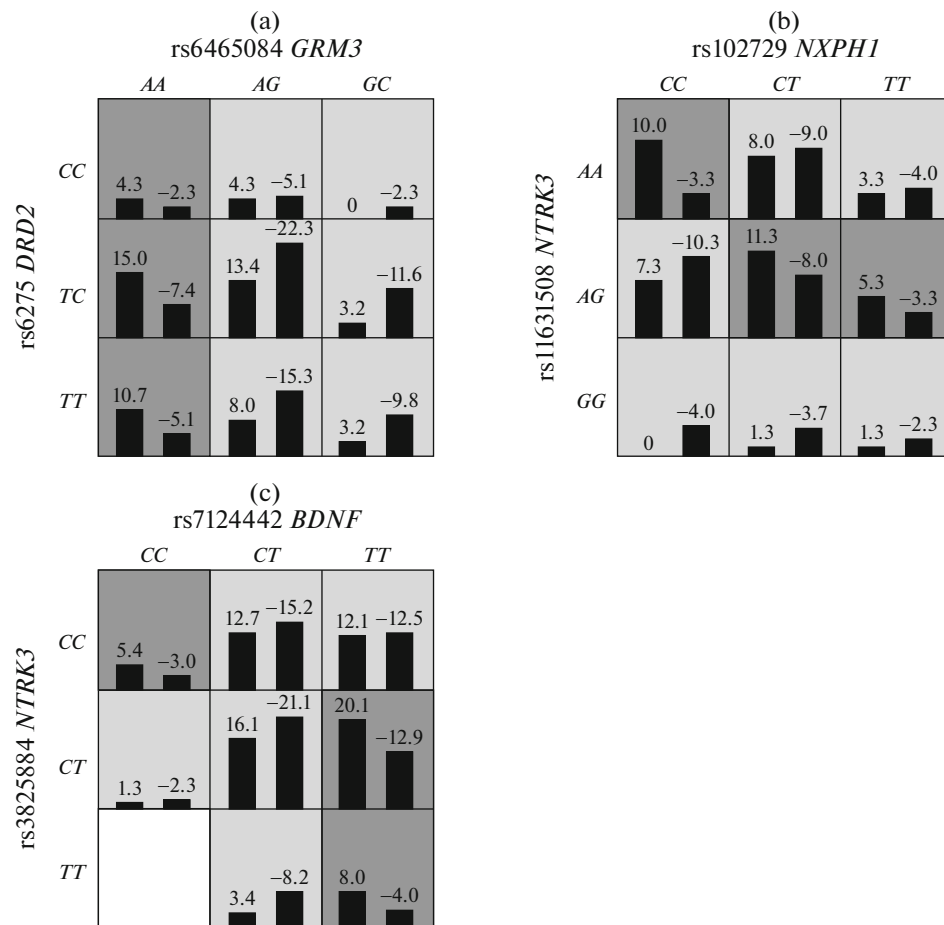 (a)
rs6465084 GRM3
AA AG GC
rs6275 DRD2
CC
4.3 −2.3 4.3 −5.1 0 −2.3
TC
15.0 −7.4 13.4 −22.3 3.2 −11.6
TT
10.7 −5.1 8.0 −15.3 3.2 −9.8
(b)
rs102729 NXPH1
CC CT TT
rs11631508 NTRK3
AA
10.0 −3.3 8.0 −9.0 3.3 −4.0
AG
7.3 −10.3 11.3 −8.0 5.3 −3.3
GG
0 −4.0 1.3 −3.7 1.3 −2.3
(c)
rs7124442 BDNF
CC CT TT
rs3825884 NTRK3
CC
5.4 −3.0 12.7 −15.2 12.1 −12.5
CT
1.3 −2.3 16.1 −21.1 20.1 −12.9
TT
3.4 −8.2 8.0 −4.0